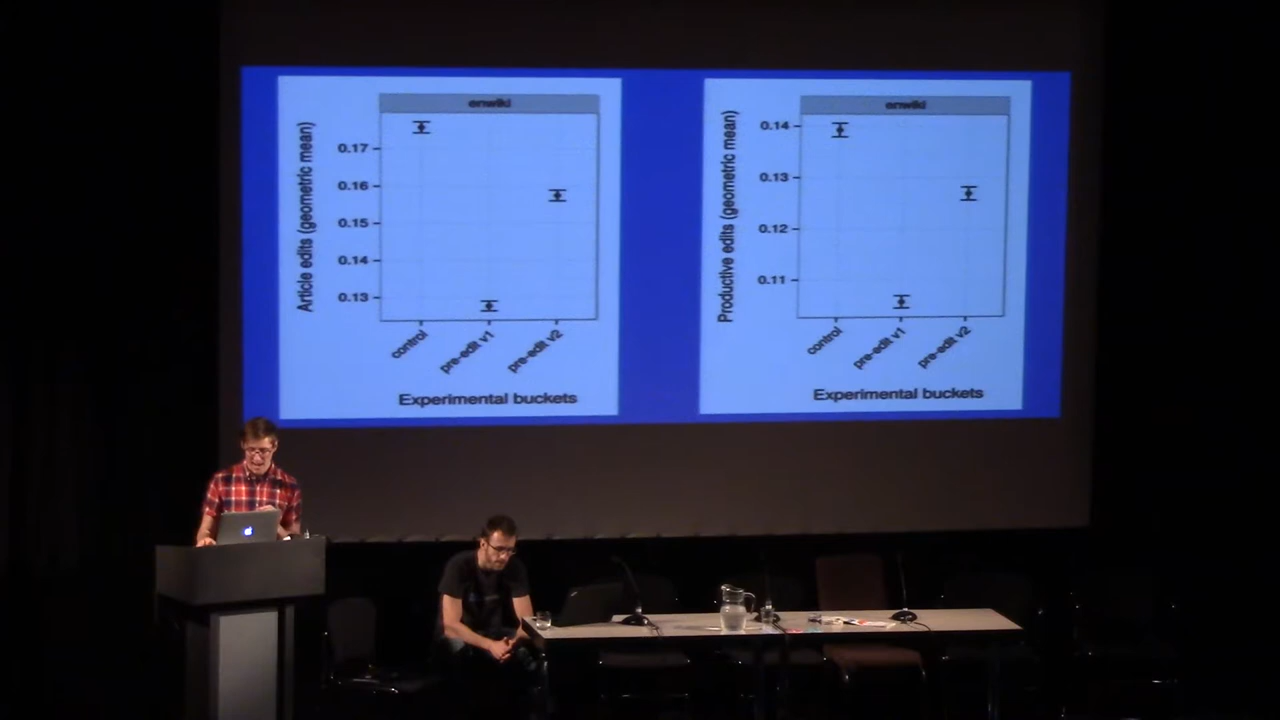 enwiki
Article edits (geometric mean)
0.17
0.16
0.15
0.14
0.13
control
pre-edit v1
pre-edit v2
Experimental buckets
enwiki
Productive edits (geometric mean)
0.14
0.13
0.12
0.11
control
pre-edit v1
pre-edit v2
Experimental buckets